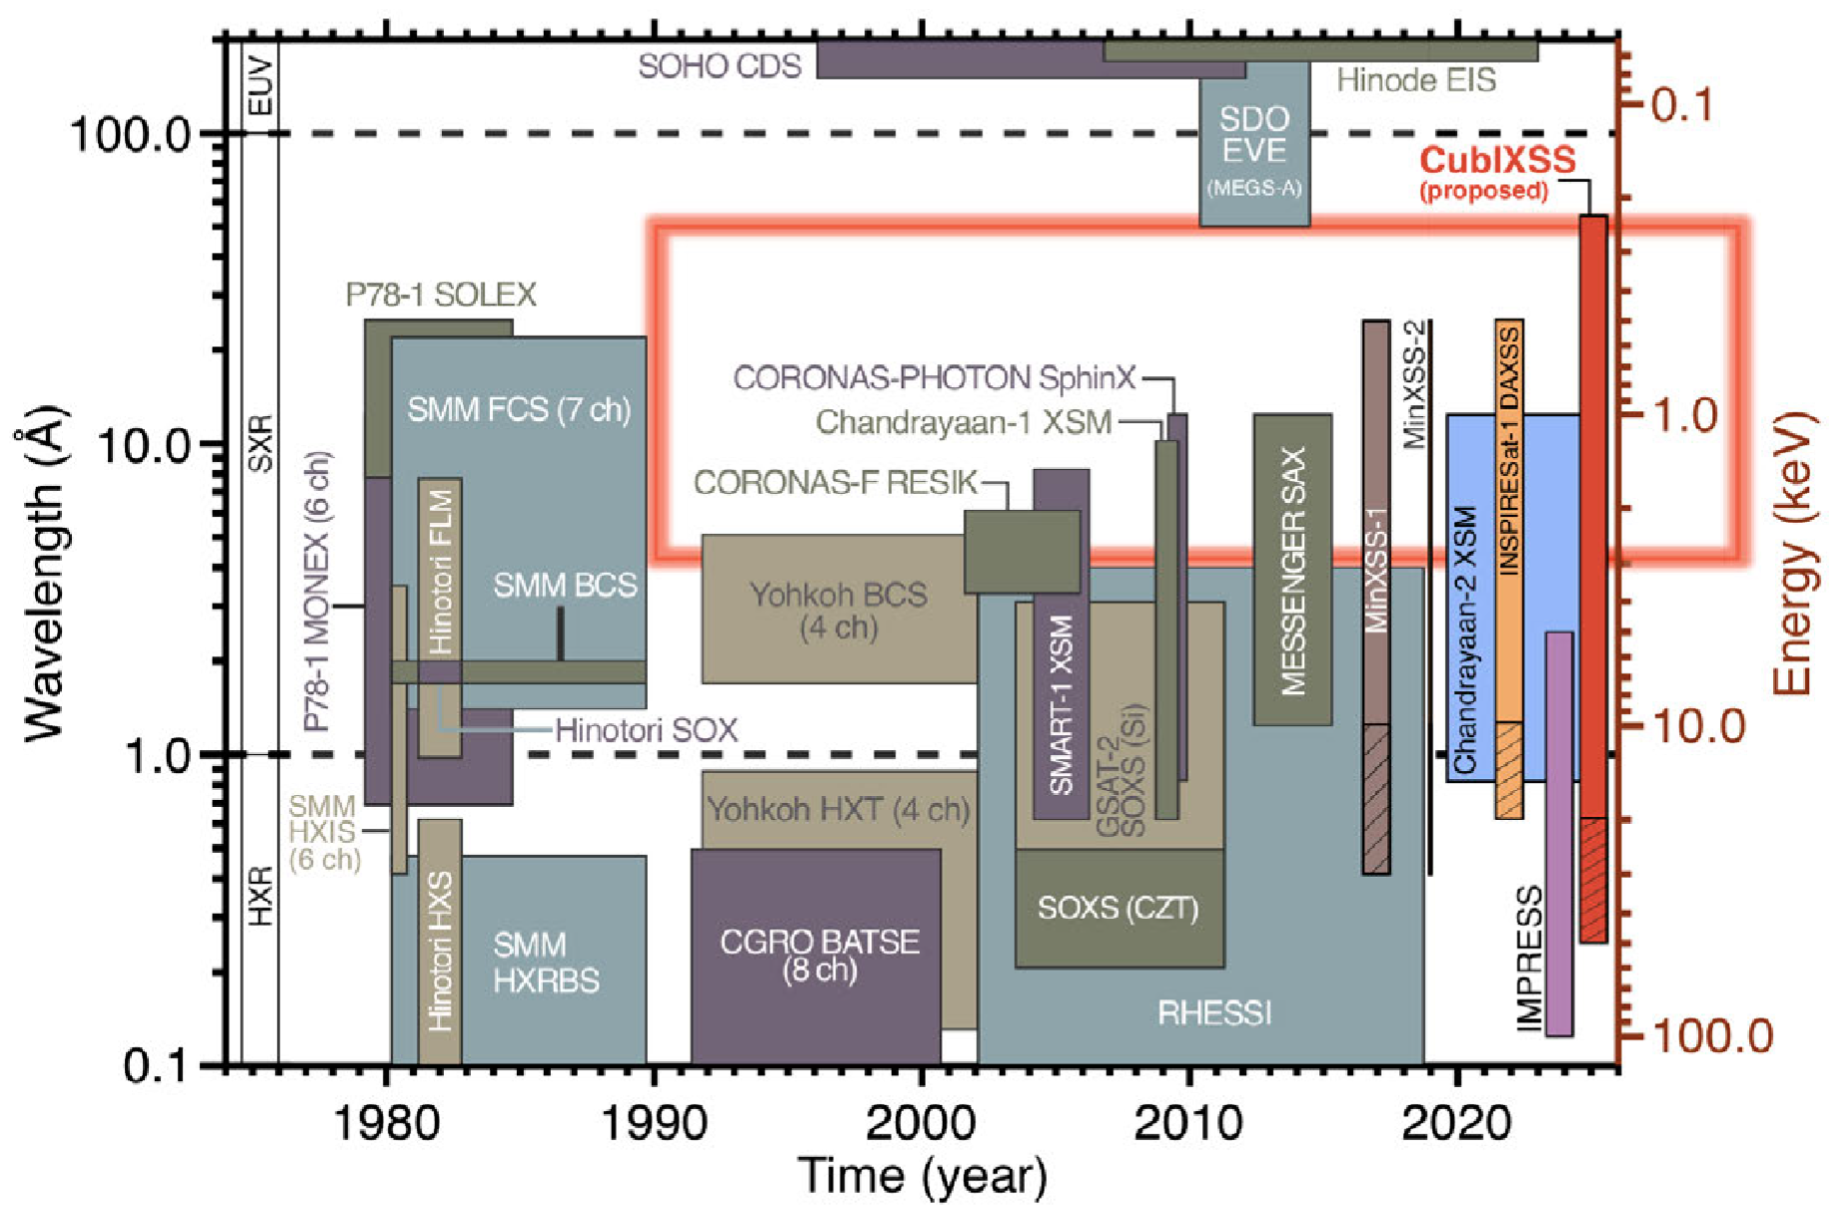 SOHO CDS
Hinode EIS
EUV
0.1
100.0
SDO
EVE
(MEGS-A)
CubIXSS
(proposed)
P78-1 SOLEX
CORONAS-PHOTON SphinX
Chandrayaan-1 XSM
CORONAS-F RESIK
SMM FCS (7 ch)
MinXSS-2
INSPIRESat-1 DAXSS
1.0
10.0
SXR
Wavelength (Å)
Energy (keV)
P78-1 MONEX (6 ch)
Hinotori FLM
SMM BCS
Yohkoh BCS
(4 ch)
SMART-1 XSM
GSAT-2
SOXS (Si)
MESSENGER SAX
MinXSS-1
Chandrayaan-2 XSM
Hinotori SOX
10.0
1.0
SMM
HXIS
(6 ch)
Yohkoh HXT (4 ch)
HXR
Hinotori HXS
SMM
HXRBS
CGRO BATSE
(8 ch)
SOXS (CZT)
RHESSI
IMPRESS
100.0
0.1
1980
1990
2000
2010
2020
Time (year)